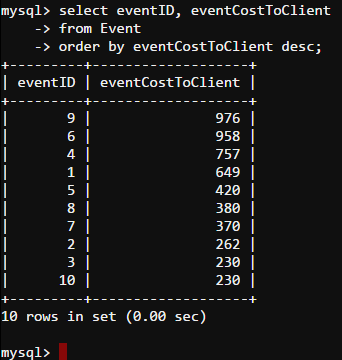 mysql> select eventID, eventCostToClient
    -> from Event
    -> order by eventCostToClient desc;
+---------+-------------------+
| eventID | eventCostToClient |
+---------+-------------------+
|       9 |               976 |
|       6 |               958 |
|       4 |               757 |
|       1 |               649 |
|       5 |               420 |
|       8 |               380 |
|       7 |               370 |
|       2 |               262 |
|       3 |               230 |
|      10 |               230 |
+---------+-------------------+
10 rows in set (0.00 sec)
mysql>